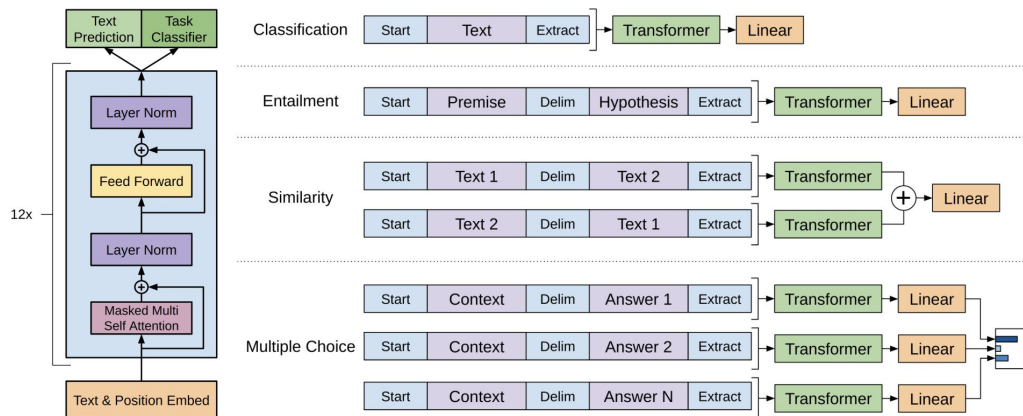 Text
Prediction
Task
Classifier
12x
Layer Norm
Feed Forward
Layer Norm
Masked Multi
Self Attention
Text & Position Embed
Classification
Start
Text
Extract
Transformer
Linear
Entailment
Start
Premise
Delim
Hypothesis
Extract
Transformer
Linear
Similarity
Start
Text 1
Delim
Text 2
Extract
Transformer
Start
Text 2
Delim
Text 1
Extract
Transformer
Linear
Multiple Choice
Start
Context
Delim
Answer 1
Extract
Transformer
Linear
Start
Context
Delim
Answer 2
Extract
Transformer
Linear
Start
Context
Delim
Answer N
Extract
Transformer
Linear